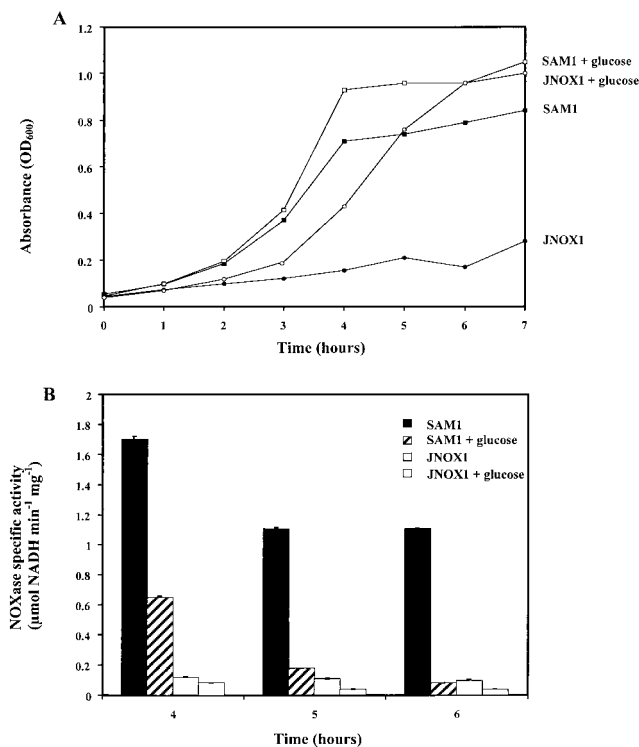 A
Absorbance (OD600)
1.2
1.0
0.8
0.6
0.4
0.2
0
0 1 2 3 4 5 6 7
Time (hours)
SAM1 + glucose
JNOX1 + glucose
SAM1
JNOX1
B
NOXase specific activity
(µmol NADH min-1 mg-1)
2
1.8
1.6
1.4
1.2
1
0.8
0.6
0.4
0.2
0
SAM1
SAM1 + glucose
JNOX1
JNOX1 + glucose
4 5 6
Time (hours)